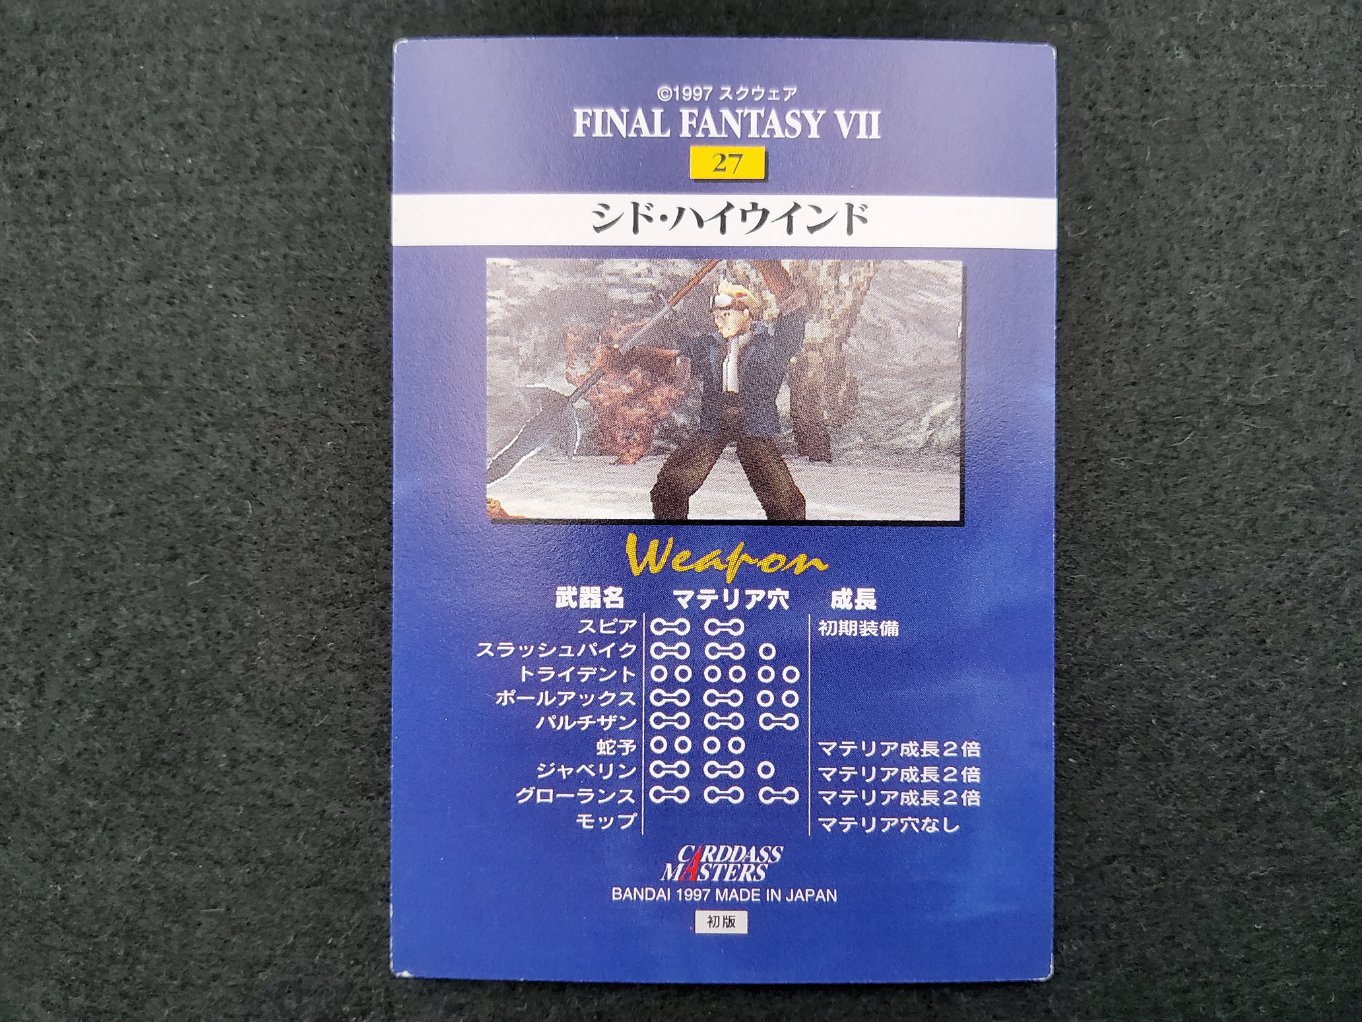 ©1997 スクウェア
FINAL FANTASY VII
27
シド・ハイウインド
Weapon
武器名 マテリア穴 成長
スピア 初期装備
スラッシュパイク
トライデント
ポールアックス
パルチザン
蛇予 マテリア成長2倍
ジャベリン マテリア成長2倍
グローランス マテリア成長2倍
モップ マテリア穴なし
CARDDASS
MASTERS
BANDAI 1997 MADE IN JAPAN
初版